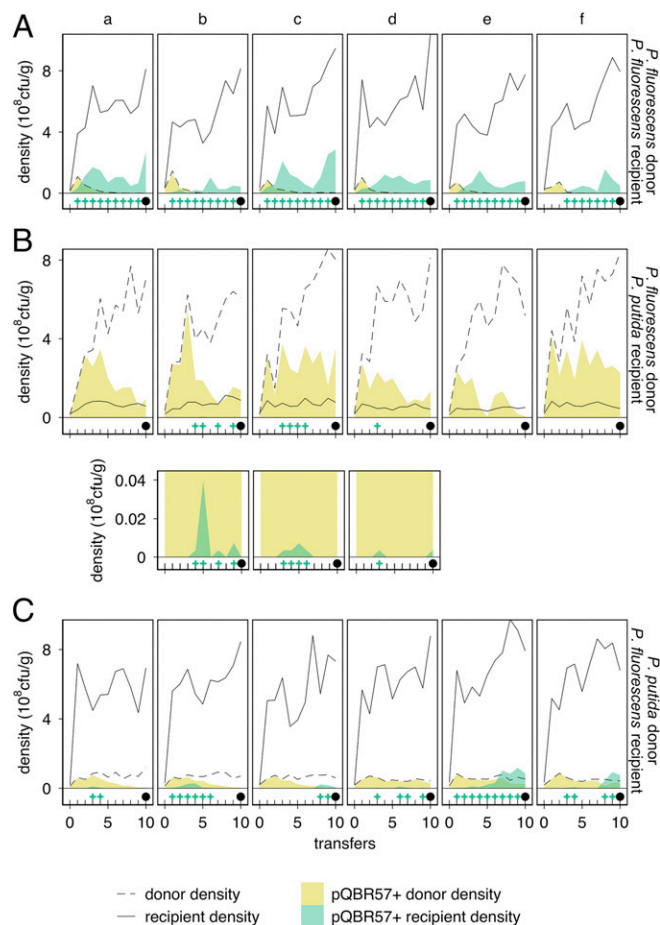 a b c d e f
A
density (10⁸cfu/g)
8
4
0
P. fluorescens donor
P. fluorescens recipient
B
density (10⁸cfu/g)
8
4
0
P. fluorescens donor
P. putida recipient
density (10⁸cfu/g)
0.04
0.02
0
C
density (10⁸cfu/g)
8
4
0
P. putida donor
P. fluorescens recipient
0 5 10 0 5 10 0 5 10 0 5 10 0 5 10 0 5 10
transfers
donor density
recipient density
pQBR57+ donor density
pQBR57+ recipient density